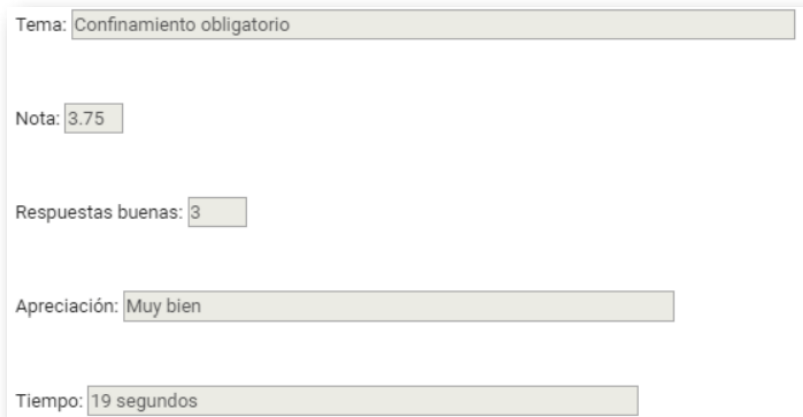 Tema: Confinamiento obligatorio
Nota: 3.75
Respuestas buenas: 3
Apreciación: Muy bien
Tiempo: 19 segundos